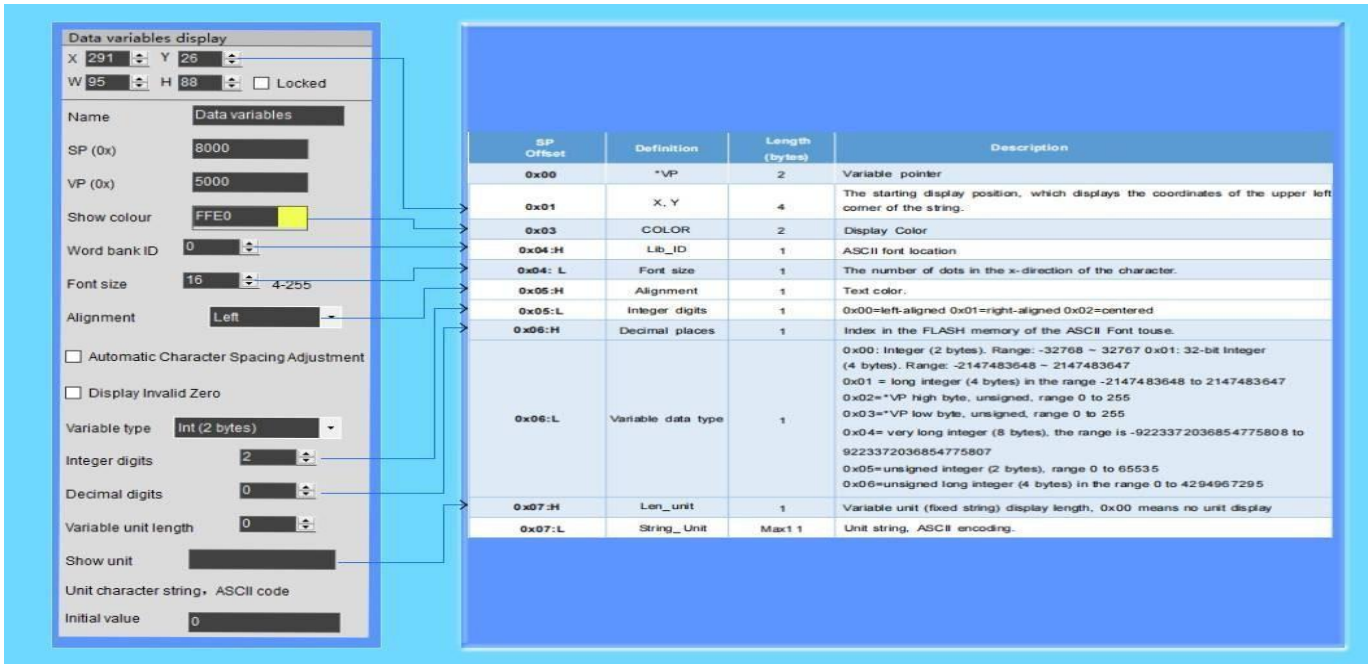 Data variables display
X 291 Y 26
W 95 H 88 Locked
Name Data variables
SP (0x) 8000
VP (0x) 5000
Show colour FFE0
Word bank ID 0
Font size 16 4-255
Alignment Left
Automatic Character Spacing Adjustment
Display Invalid Zero
Variable type Int (2 bytes)
Integer digits 2
Decimal digits 0
Variable unit length 0
Show unit
Unit character string, ASCII code
Initial value 0
SP Offset Definition Length (bytes) Description
0x00 *VP 2 Variable pointer
0x01 X, Y 4 The starting display position, which displays the coordinates of the upper left
corner of the string.
0x03 COLOR 2 Display Color
0x04:H Lib_ID 1 ASCII font location
0x04: L Font size 1 The number of dots in the x-direction of the character.
0x05:H Alignment 1 Text color.
0x05:L Integer digits 1 0x00=left-aligned 0x01=right-aligned 0x02=centered
0x06:H Decimal places 1 Index in the FLASH memory of the ASCII Font touse.
0x06:L Variable data type 1 0x00: Integer (2 bytes). Range: -32768 ~ 32767 0x01: 32-bit Integer
(4 bytes). Range: -2147483648 ~ 2147483647
0x01 = long integer (4 bytes) in the range -2147483648 to 2147483647
0x02=*VP high byte, unsigned, range 0 to 255
0x03=*VP low byte, unsigned, range 0 to 255
0x04= very long integer (8 bytes), the range is -9223372036854775808 to
9223372036854775807
0x05=unsigned integer (2 bytes), range 0 to 65535
0x06=unsigned long integer (4 bytes) in the range 0 to 4294967295
0x07:H Len_unit 1 Variable unit (fixed string) display length, 0x00 means no unit display
0x07:L String_Unit Max11 Unit string, ASCII encoding.